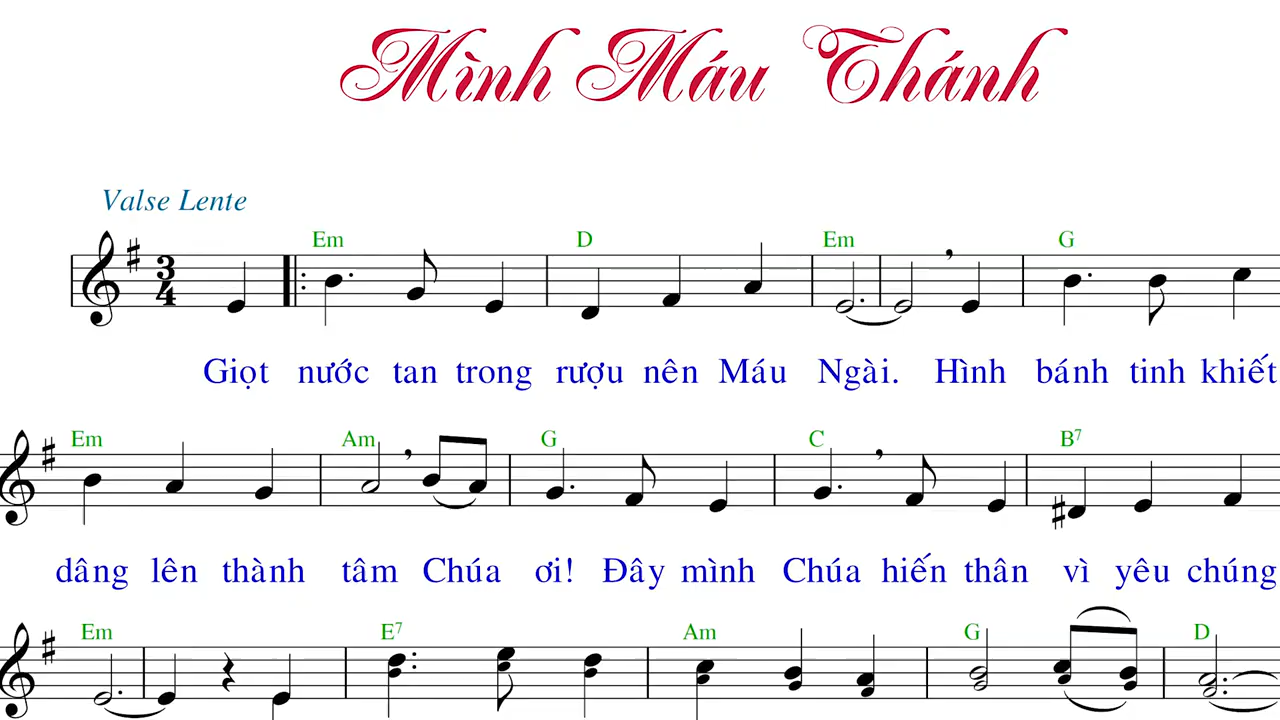 Mình Máu Thánh
Valse Lente
Em D Em G
3
4
Giọt nước tan trong rượu nên Máu Ngài. Hình bánh tinh khiết
Em Am G C B7
dâng lên thành tâm Chúa ơi! Đây mình Chúa hiến thân vì yêu chúng
Em E7 Am G D